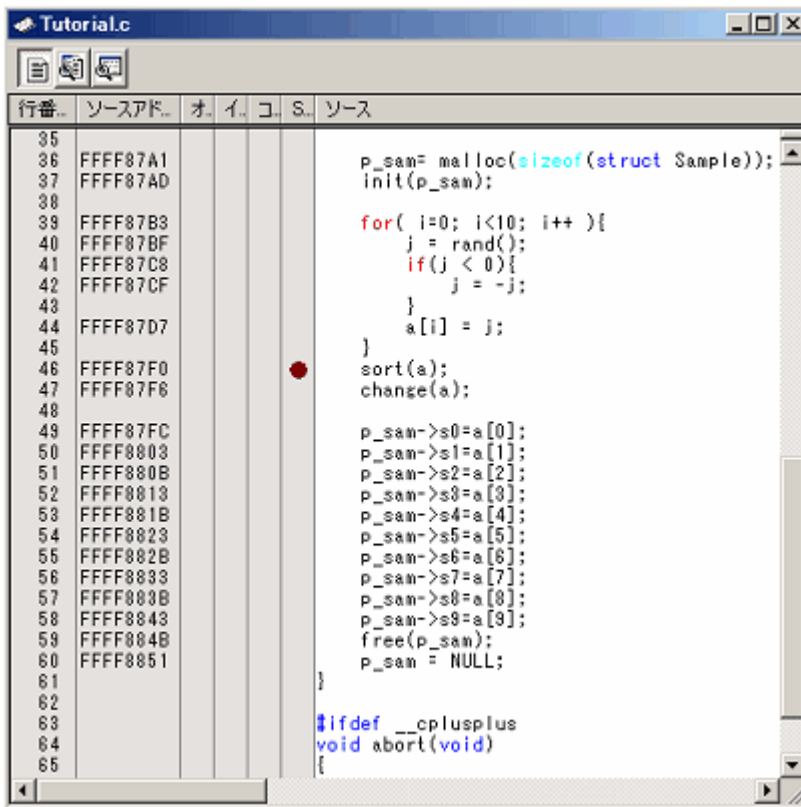 Tutorial.c
行番... ソースアド... オ.. イ.. コ.. S.. ソース
35
36 FFFF87A1 p_sam= malloc(sizeof(struct Sample));
37 FFFF87AD init(p_sam);
38
39 FFFF87B3 for( i=0; i<10; i++ ){
40 FFFF87BF j = rand();
41 FFFF87C8 if(j < 0){
42 FFFF87CF j = -j;
43 }
44 FFFF87D7 a[i] = j;
45 }
46 FFFF87F0 sort(a);
47 FFFF87F6 change(a);
48
49 FFFF87FC p_sam->s0=a[0];
50 FFFF8803 p_sam->s1=a[1];
51 FFFF880B p_sam->s2=a[2];
52 FFFF8813 p_sam->s3=a[3];
53 FFFF881B p_sam->s4=a[4];
54 FFFF8823 p_sam->s5=a[5];
55 FFFF882B p_sam->s6=a[6];
56 FFFF8833 p_sam->s7=a[7];
57 FFFF883B p_sam->s8=a[8];
58 FFFF8843 p_sam->s9=a[9];
59 FFFF884B free(p_sam);
60 FFFF8851 p_sam = NULL;
61 }
62
63 #ifdef __cplusplus
64 void abort(void)
65 {